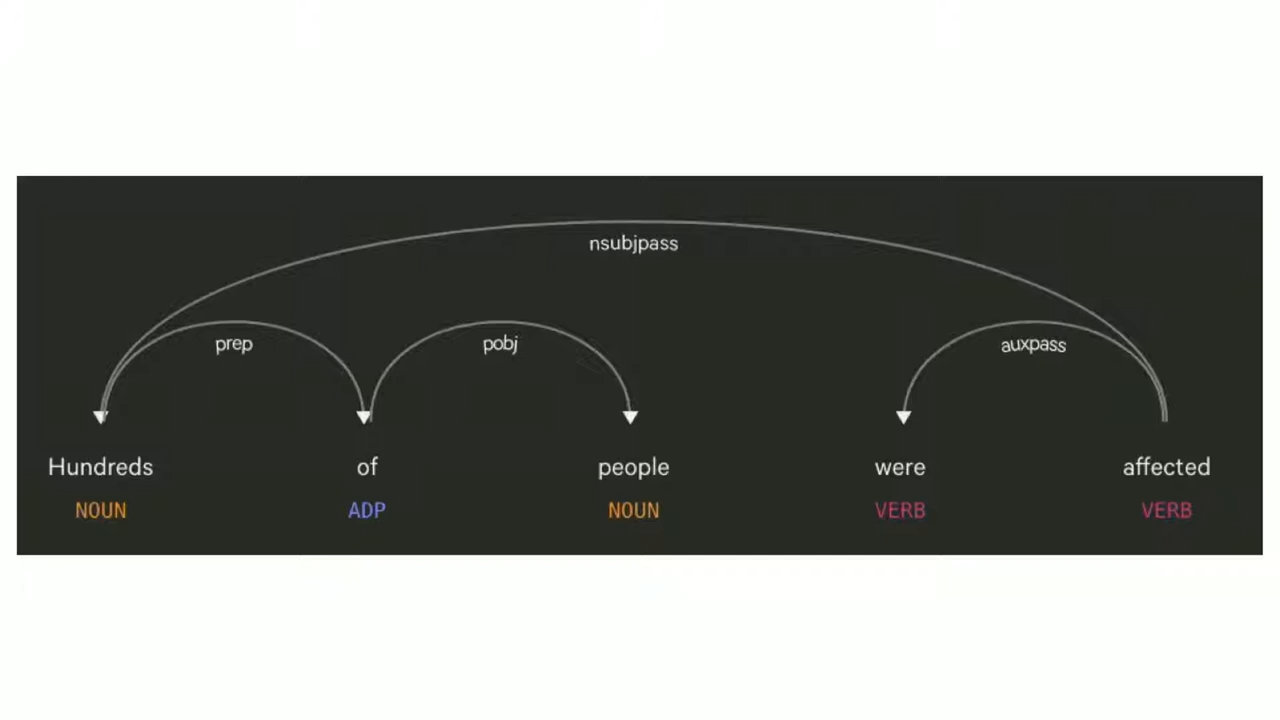 nsubjpass
prep pobj auxpass
Hundreds of people were affected
NOUN ADP NOUN VERB VERB